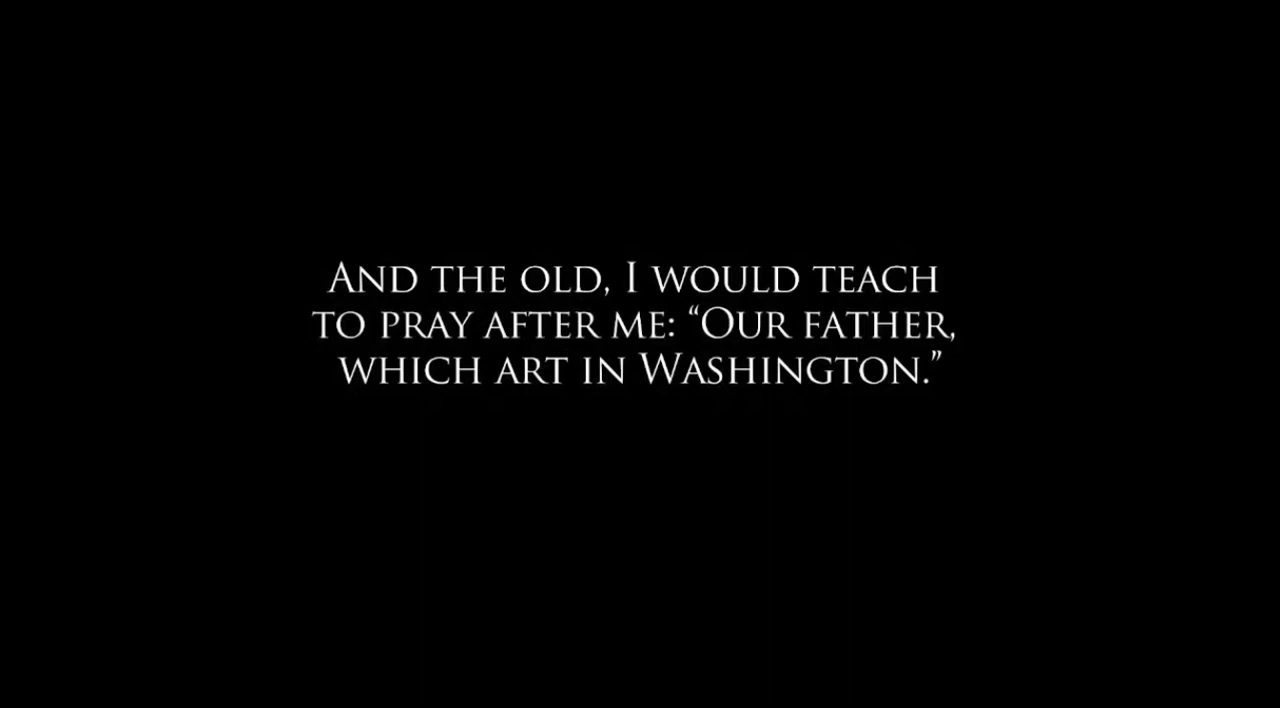 And the old, I would teach
to pray after me: “Our father,
which art in Washington.”